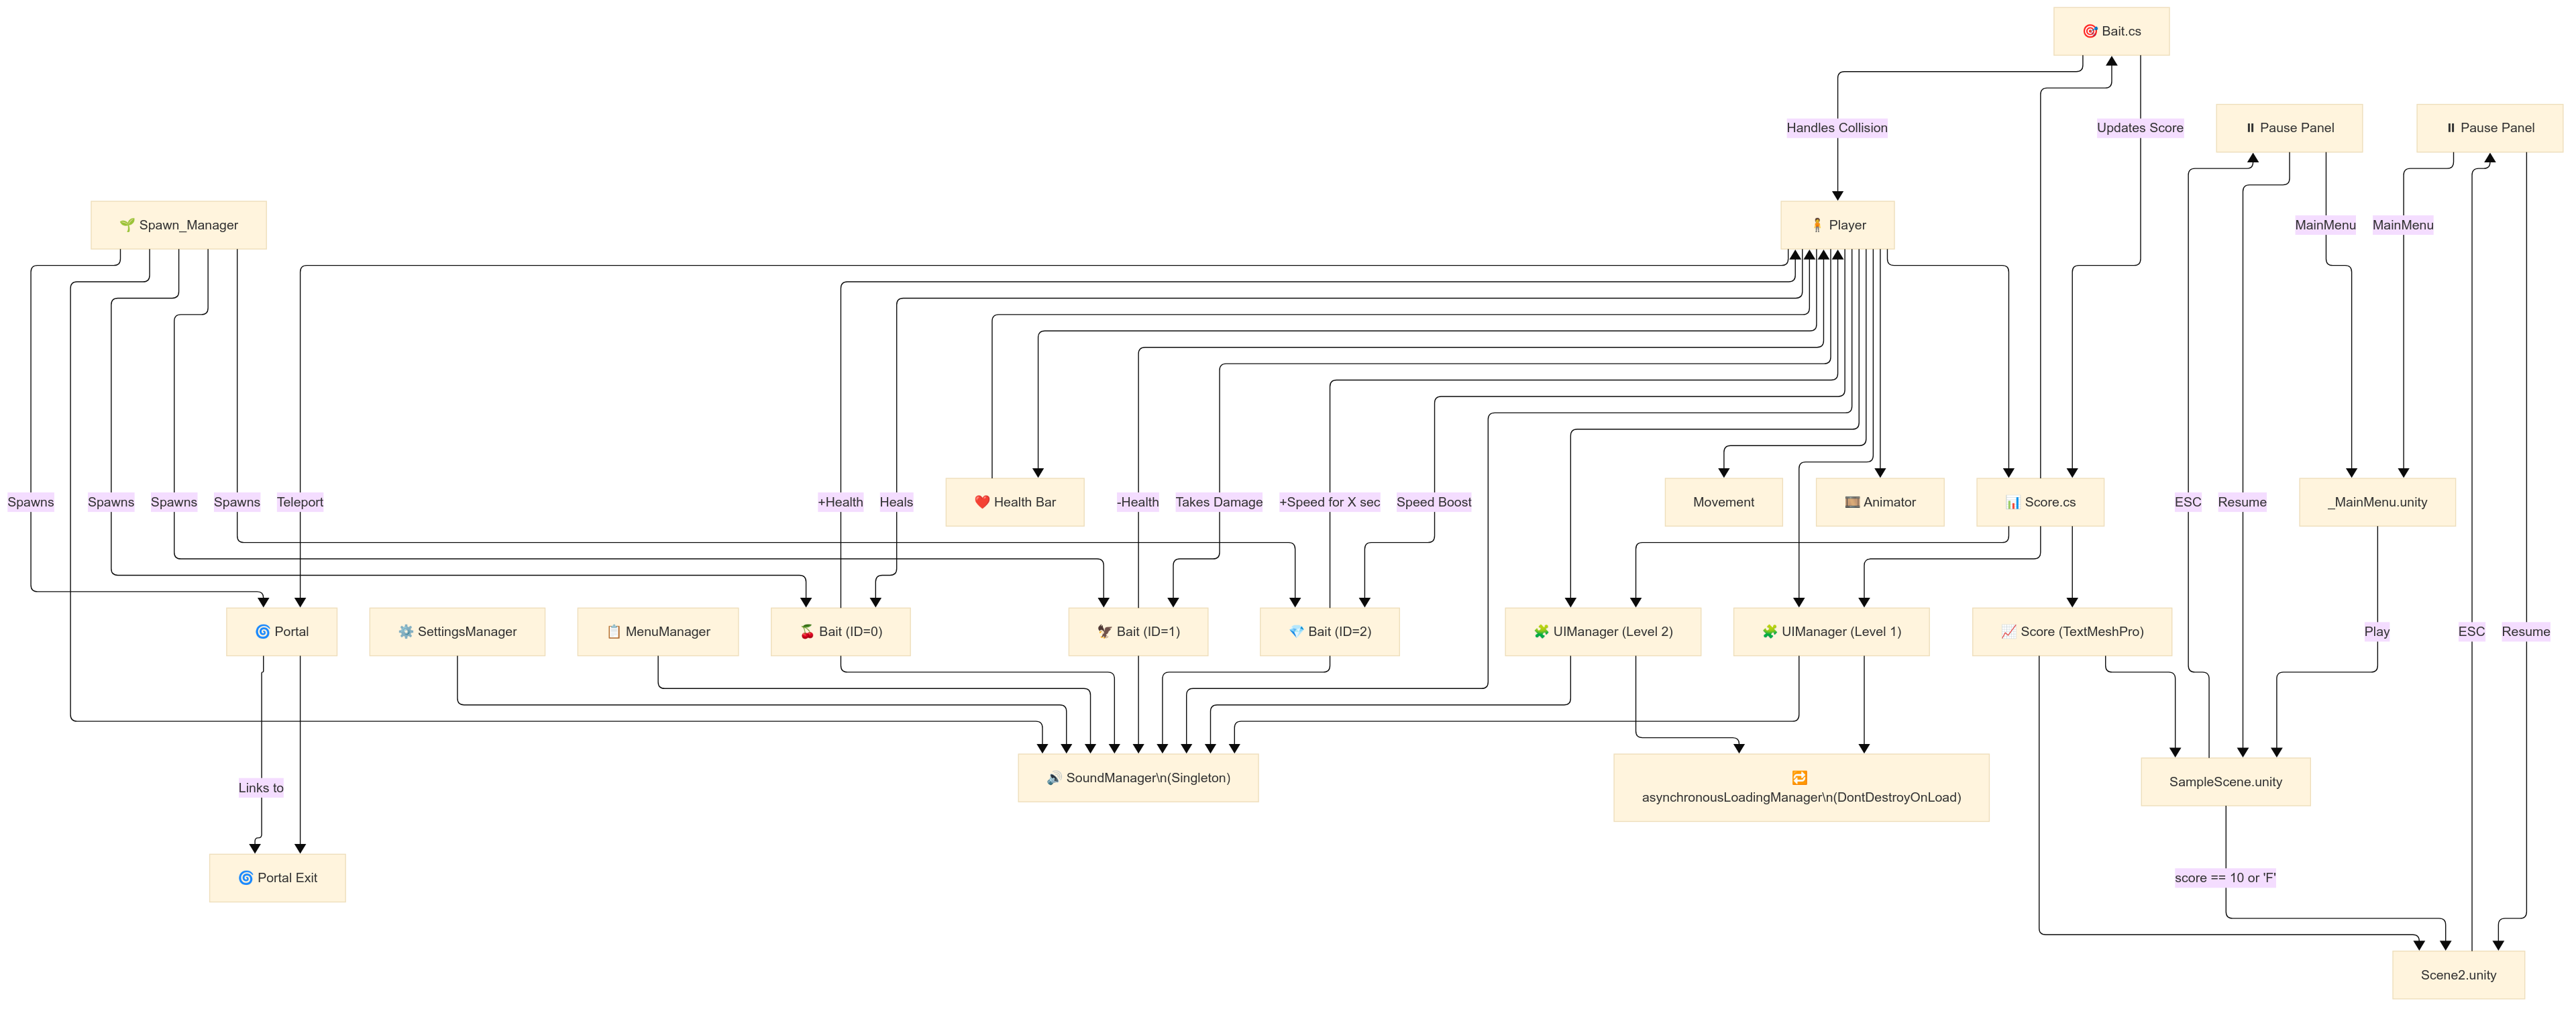 🎯 Bait.cs
Handles Collision
Updates Score
⏸ Pause Panel
⏸ Pause Panel
🌱 Spawn_Manager
🧍 Player
MainMenu
MainMenu
Spawns
Spawns
Spawns
Spawns
Teleport
+Health
Heals
❤️ Health Bar
-Health
Takes Damage
+Speed for X sec
Speed Boost
Movement
🎞️ Animator
📊 Score.cs
ESC
Resume
_MainMenu.unity
🌀 Portal
⚙️ SettingsManager
📋 MenuManager
🍒 Bait (ID=0)
🦅 Bait (ID=1)
💎 Bait (ID=2)
🧩 UIManager (Level 2)
🧩 UIManager (Level 1)
📈 Score (TextMeshPro)
Play
ESC
Resume
Links to
🔊 SoundManager\n(Singleton)
🔁
asynchronousLoadingManager\n(DontDestroyOnLoad)
SampleScene.unity
🌀 Portal Exit
score == 10 or 'F'
Scene2.unity